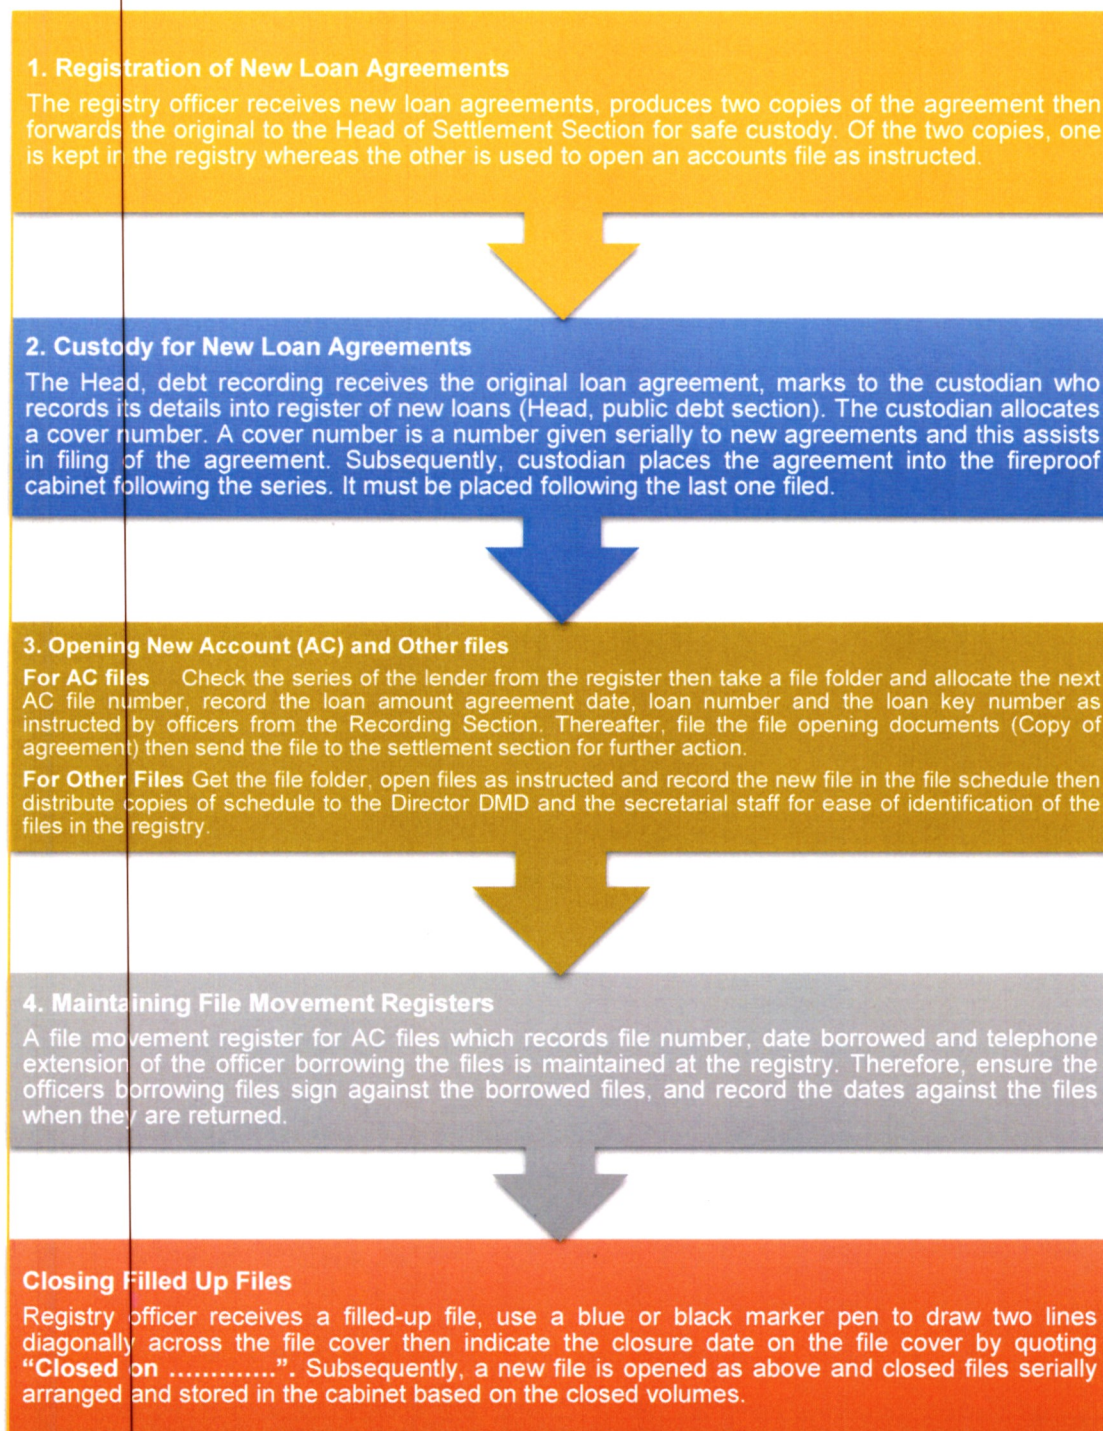 1. Registration of New Loan Agreements
The registry officer receives new loan agreements, produces two copies of the agreement then
forwards the original to the Head of Settlement Section for safe custody. Of the two copies, one
is kept in the registry whereas the other is used to open an accounts file as instructed.
2. Custody for New Loan Agreements
The Head, debt recording receives the original loan agreement, marks to the custodian who
records its details into register of new loans (Head, public debt section). The custodian allocates
a cover number. A cover number is a number given serially to new agreements and this assists
in filing of the agreement. Subsequently, custodian places the agreement into the fireproof
cabinet following the series. It must be placed following the last one filed.
3. Opening New Account (AC) and Other files
For AC files Check the series of the lender from the register then take a file folder and allocate the next
AC file number, record the loan amount agreement date, loan number and the loan key number as
instructed by officers from the Recording Section. Thereafter, file the file opening documents (Copy of
agreement) then send the file to the settlement section for further action.
For Other Files Get the file folder, open files as instructed and record the new file in the file schedule then
distribute copies of schedule to the Director DMD and the secretarial staff for ease of identification of the
files in the registry.
4. Maintaining File Movement Registers
A file movement register for AC files which records file number, date borrowed and telephone
extension of the officer borrowing the files is maintained at the registry. Therefore, ensure the
officers borrowing files sign against the borrowed files, and record the dates against the files
when they are returned.
Closing Filled Up Files
Registry officer receives a filled-up file, use a blue or black marker pen to draw two lines
diagonally across the file cover then indicate the closure date on the file cover by quoting
“Closed on .............”. Subsequently, a new file is opened as above and closed files serially
arranged and stored in the cabinet based on the closed volumes.